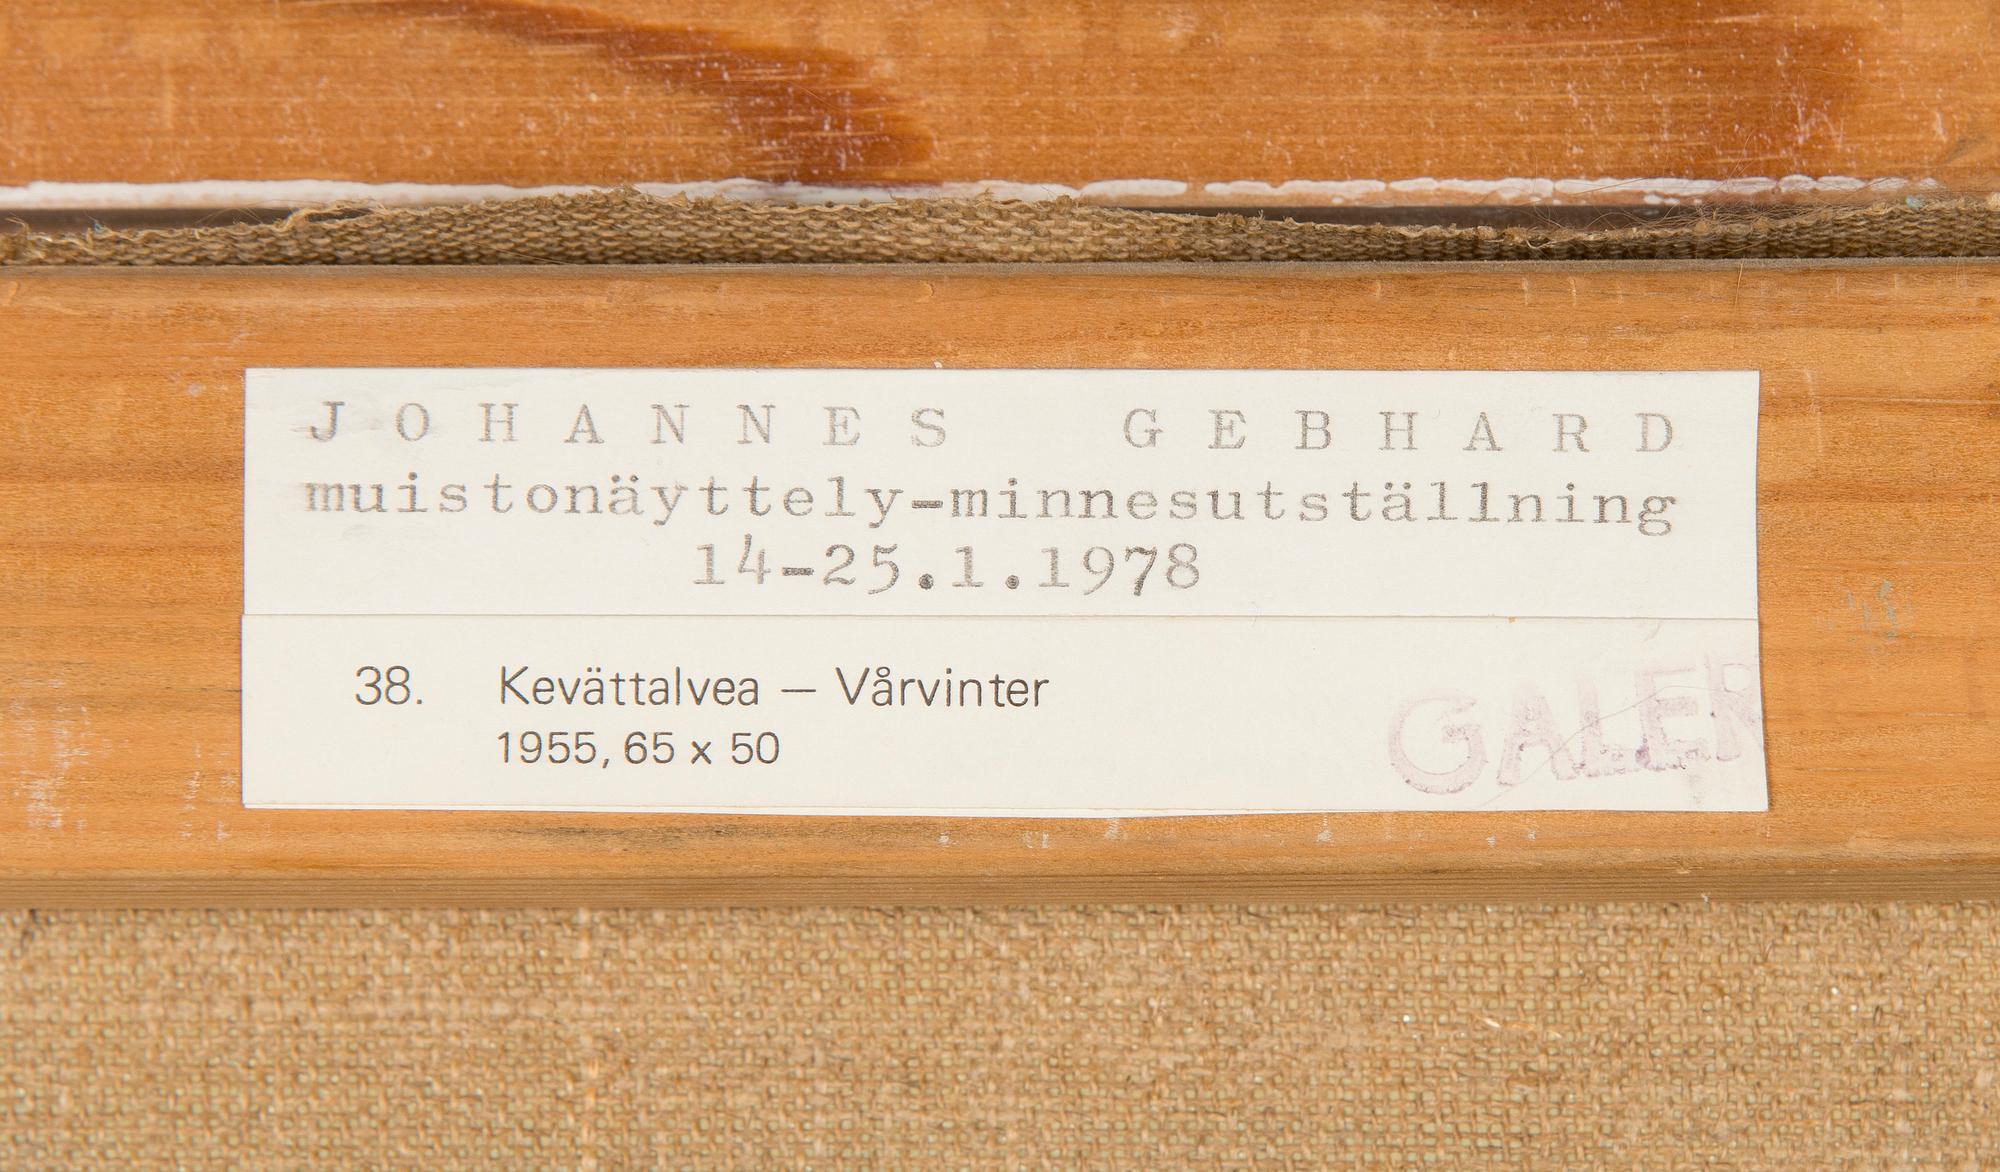 JOHANNES GEBHARD
muistonäyttely-minnesutställning
14-25.1.1978
38. Kevättalvea – Vårvinter
1955, 65 x 50
GALER